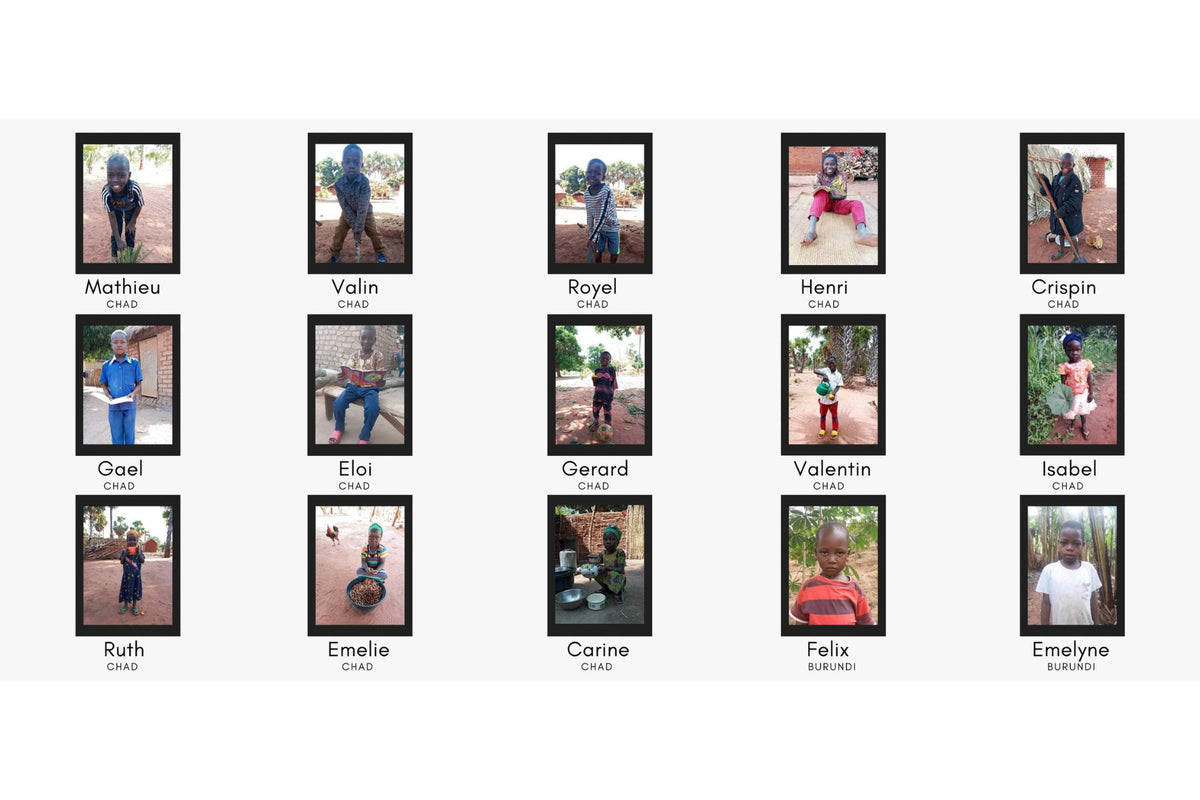 Mathieu
CHAD
Valin
CHAD
Royel
CHAD
Henri
CHAD
Crispin
CHAD
Gael
CHAD
Eloi
CHAD
Gerard
CHAD
Valentin
CHAD
Isabel
CHAD
Ruth
CHAD
Emelie
CHAD
Carine
CHAD
Felix
BURUNDI
Emelyne
BURUNDI